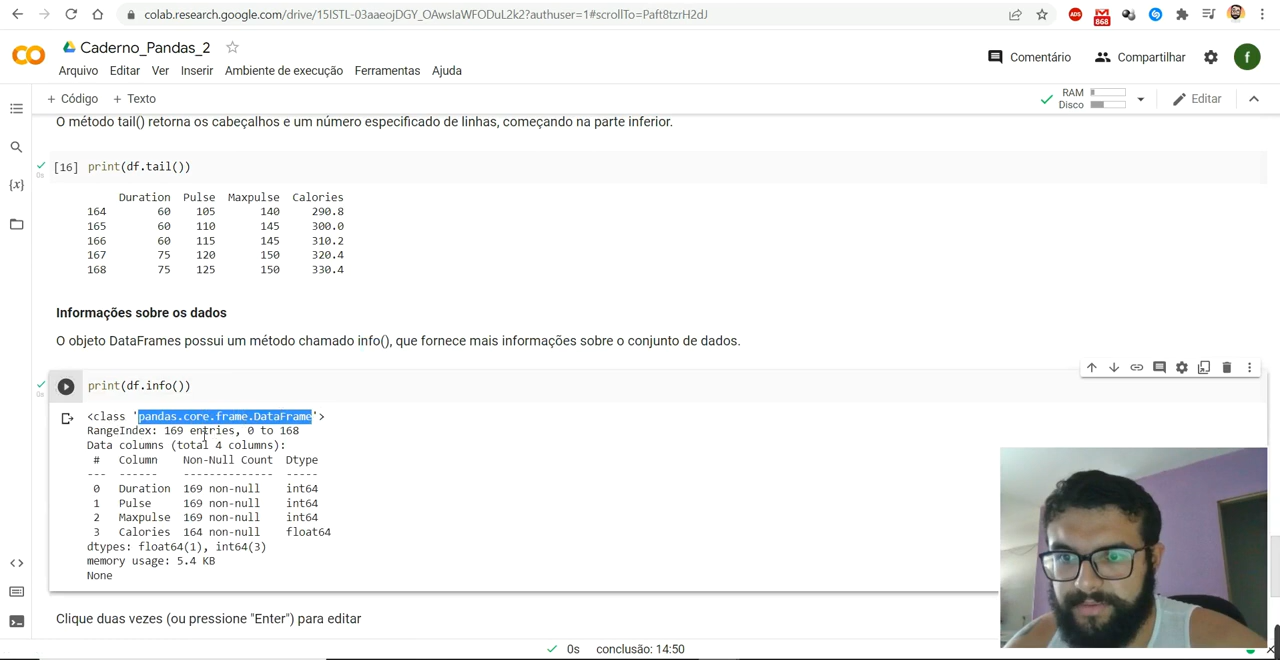 colab.research.google.com/drive/15ISTL-03aaeojDGY_OAwsIaWFODuL2k2?authuser=1#scrollTo=Paft8tzrH2dJ
ADS
868
CO
Caderno_Pandas_2
Comentário
Compartilhar
f
Arquivo Editar Ver Inserir Ambiente de execução Ferramentas Ajuda
+ Código + Texto
RAM
Disco
Editar
O método tail() retorna os cabeçalhos e um número especificado de linhas, começando na parte inferior.
{x}
0s
[16] print(df.tail())
Duration Pulse Maxpulse Calories
164 60 105 140 290.8
165 60 110 145 300.0
166 60 115 145 310.2
167 75 120 150 320.4
168 75 125 150 330.4
Informações sobre os dados
O objeto DataFrames possui um método chamado info(), que fornece mais informações sobre o conjunto de dados.
0s
print(df.info())
<class 'pandas.core.frame.DataFrame'>
RangeIndex: 169 entries, 0 to 168
Data columns (total 4 columns):
# Column Non-Null Count Dtype
--- ------ -------------- -----
0 Duration 169 non-null int64
1 Pulse 169 non-null int64
2 Maxpulse 169 non-null int64
3 Calories 164 non-null float64
dtypes: float64(1), int64(3)
memory usage: 5.4 KB
None
Clique duas vezes (ou pressione "Enter") para editar
0s conclusão: 14:50